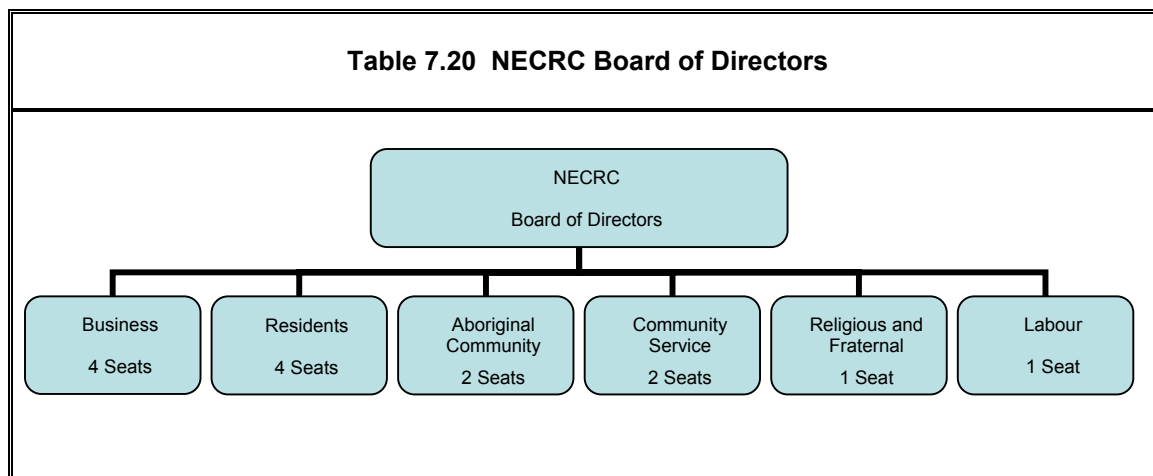 Table 7.20 NECRC Board of Directors
NECRC
Board of Directors
Business
4 Seats
Residents
4 Seats
Aboriginal
Community
2 Seats
Community
Service
2 Seats
Religious and
Fraternal
1 Seat
Labour
1 Seat